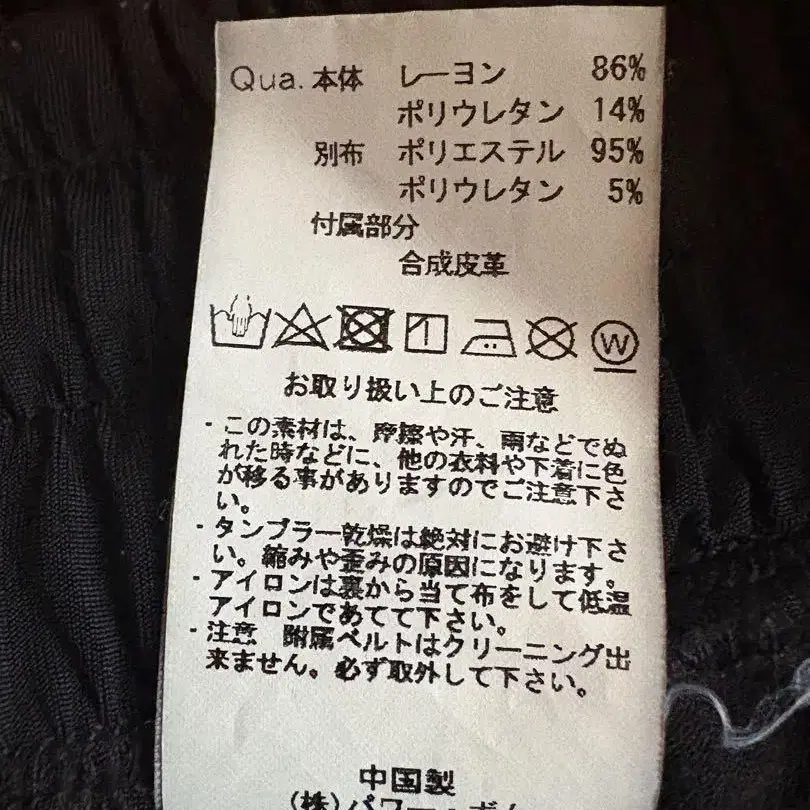 Qua. 本体 レーヨン 86%
ポリウレタン 14%
別布 ポリエステル 95%
ポリウレタン 5%
付属部分
合成皮革
W
お取り扱い上のご注意
・この素材は、摩擦や汗、雨などでぬ
れた時などに、他の衣料や下着に色
が移る事がありますのでご注意下さ
い。
・タンブラー乾燥は絶対にお避け下さ
い。縮みや歪みの原因になります。
・アイロンは裏から当て布をして低温
アイロンであてて下さい。
・注意 附属ベルトはクリーニング出
来ません。必ず取外して下さい。
中国製
(株)パワー・